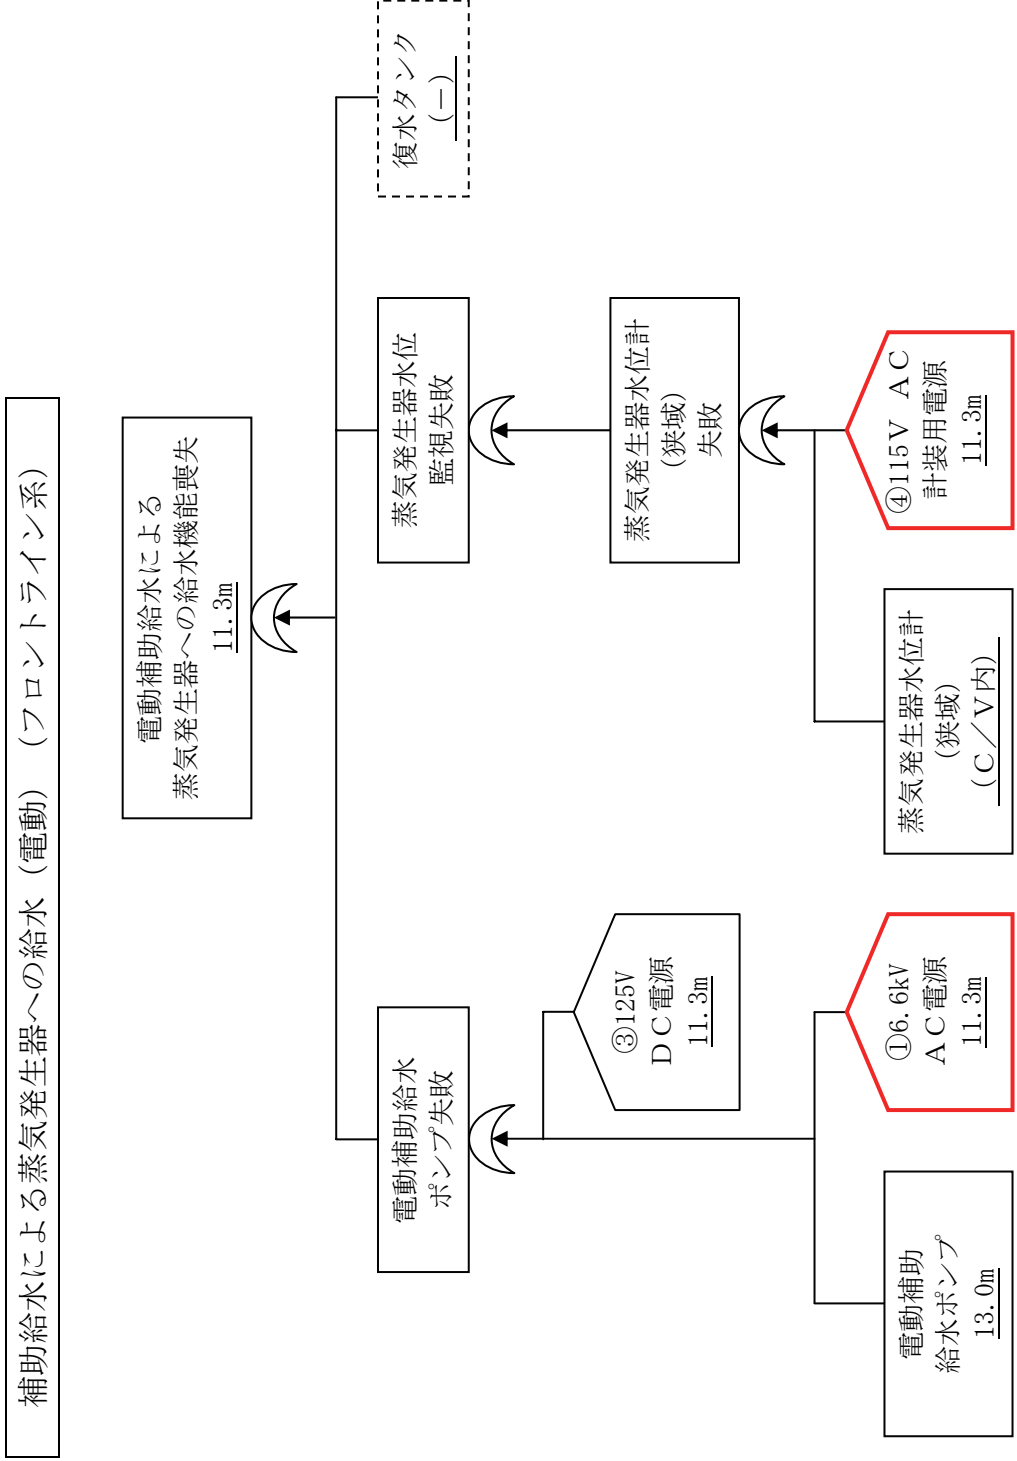 補助給水による蒸気発生器への給水（電動）（フロントライン系）
電動補助給水による
蒸気発生器への給水機能喪失
11.3m
電動補助給水
ポンプ失敗
蒸気発生器水位
監視失敗
復水タンク
(－)
③125V
ＤＣ電源
11.3m
蒸気発生器水位計
(狭域)
失敗
電動補助
給水ポンプ
13.0m
①6.6kV
ＡＣ電源
11.3m
蒸気発生器水位計
(狭域)
(Ｃ／Ｖ内)
④115Ｖ ＡＣ
計装用電源
11.3m